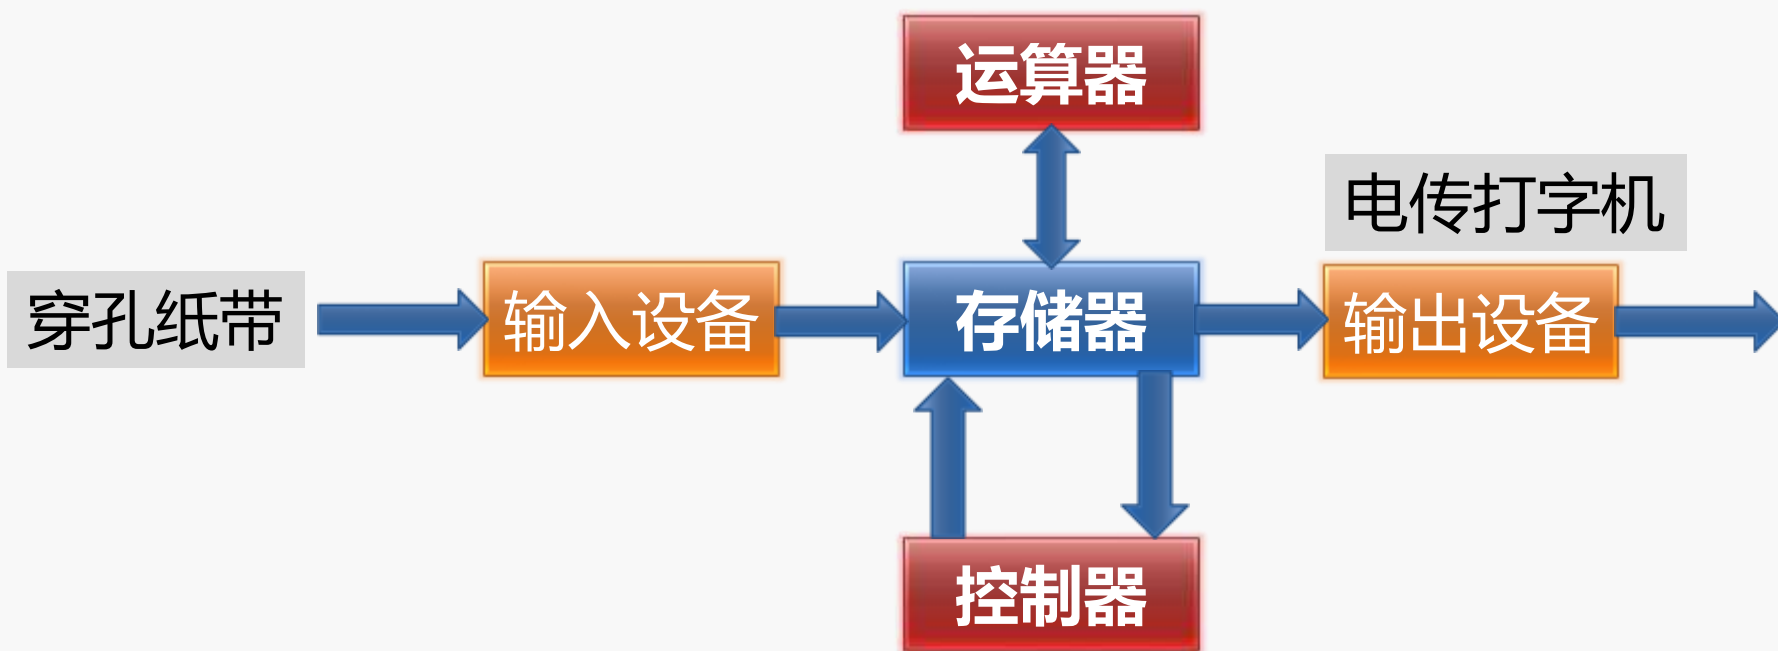 运算器
电传打字机
穿孔纸带
输入设备
存储器
输出设备
控制器